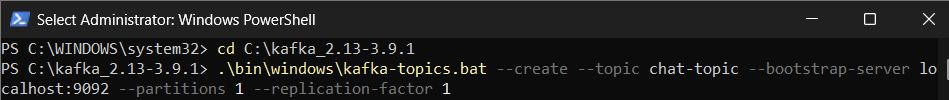 Select Administrator: Windows PowerShell
PS C:\WINDOWS\system32> cd C:\kafka_2.13-3.9.1
PS C:\kafka_2.13-3.9.1> .\bin\windows\kafka-topics.bat --create --topic chat-topic --bootstrap-server lo
calhost:9092 --partitions 1 --replication-factor 1